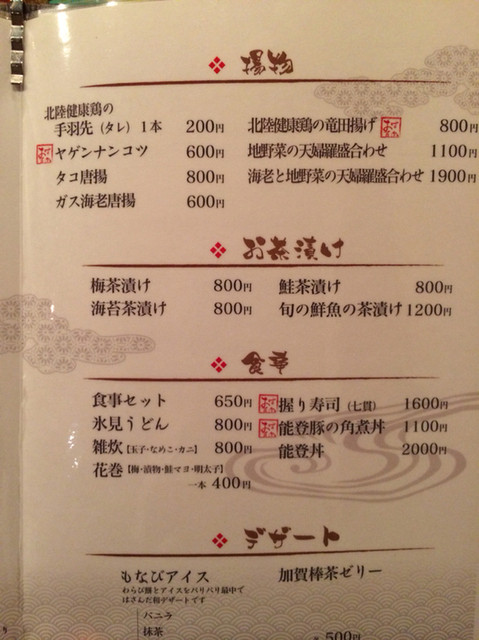 揚物
北陸健康鶏の
手羽先（タレ）1本 200円
ヤゲンナンコツ 600円
タコ唐揚 800円
ガス海老唐揚 600円
北陸健康鶏の竜田揚げ 800円
地野菜の天婦羅盛合わせ 1100円
海老と地野菜の天婦羅盛合わせ 1900円
お茶漬け
梅茶漬け 800円
海苔茶漬け 800円
鮭茶漬け 800円
旬の鮮魚の茶漬け 1200円
食事
食事セット 650円
氷見うどん 800円
雑炊【玉子・なめこ・カニ】 800円
花巻【梅・漬物・鮭マヨ・明太子】
一本 400円
握り寿司（七貫） 1600円
能登豚の角煮丼 1100円
能登丼 2000円
デザート
もなびアイス
わらび餅とアイスをパリパリ最中で
はさんだ和デザートです
バニラ
抹茶
加賀棒茶ゼリー
500円